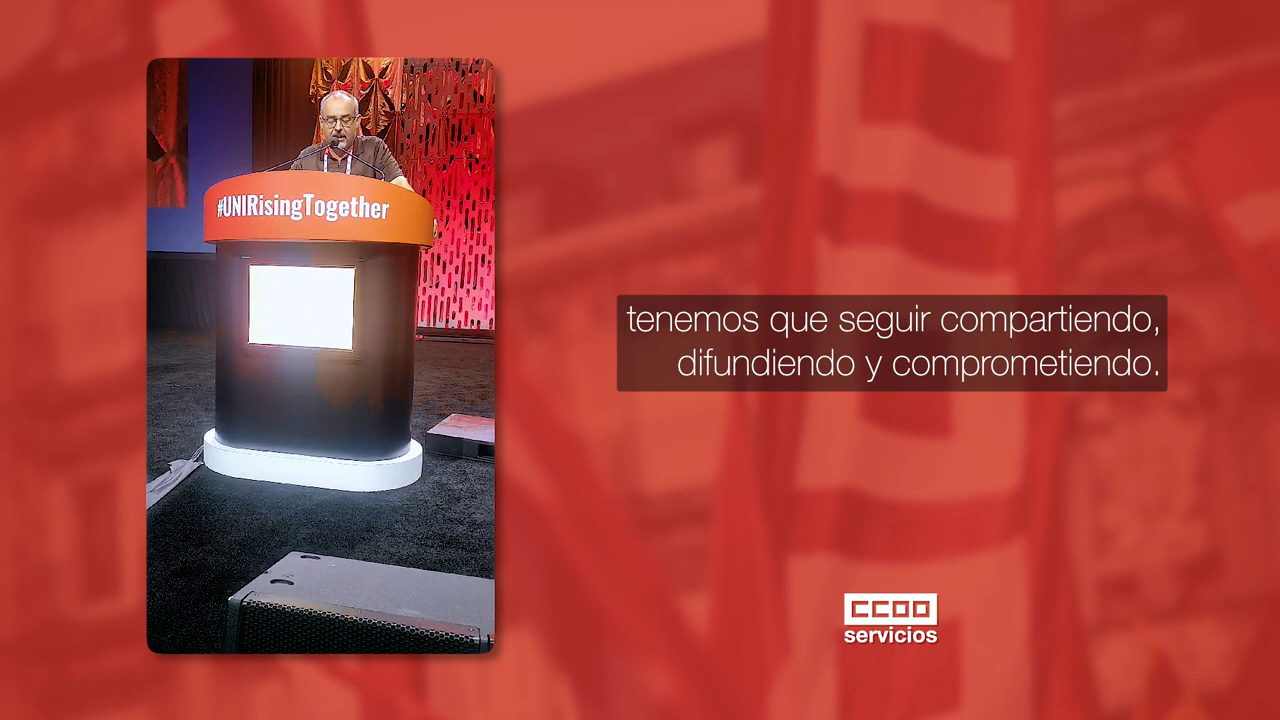 #UNIRisingTogether
tenemos que seguir compartiendo,
difundiendo y comprometiendo.
CCOO
servicios